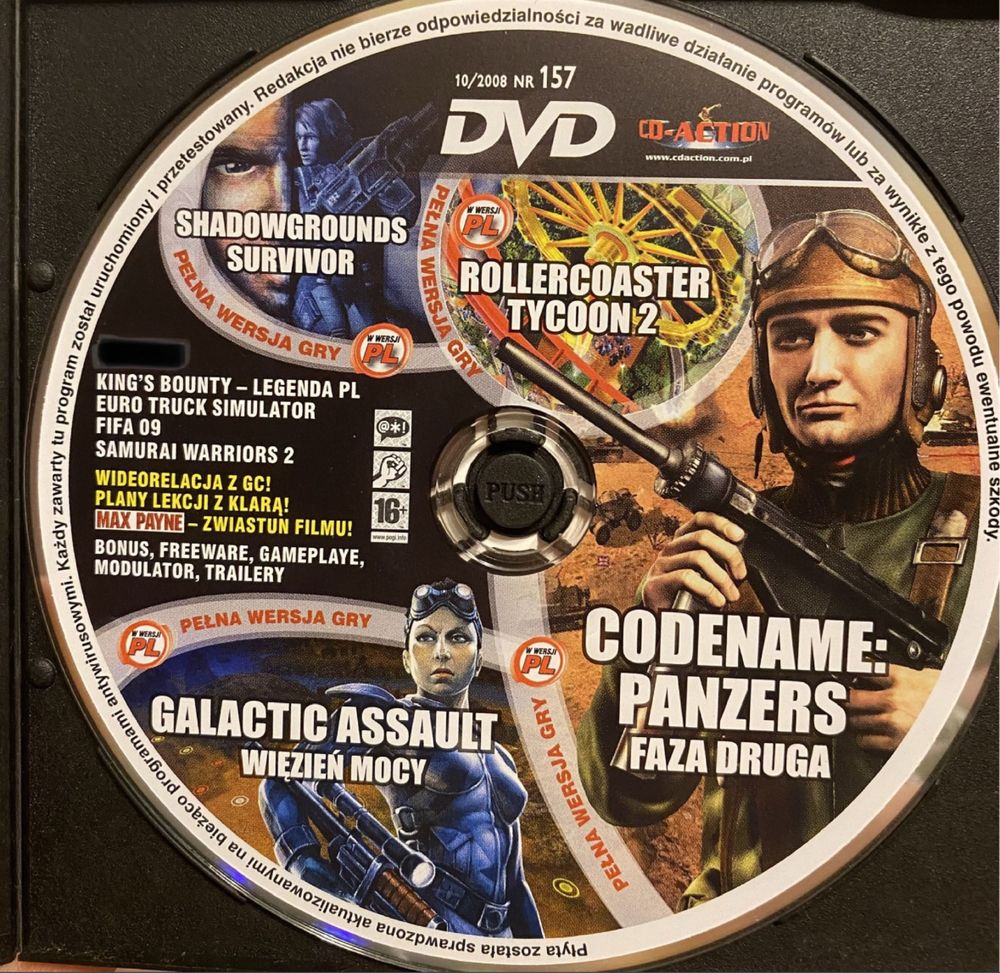 Płyta została sprawdzona aktualizowanymi na bieżąco programami antywirusowymi. Każdy zawarty tu program został uruchomiony i przetestowany. Redakcja nie bierze odpowiedzialności za wadliwe działanie programów lub za wynikłe z tego powodu ewentualne szkody.
10/2008 NR 157
DVD
CD-ACTION
www.cdaction.com.pl
SHADOWGROUNDS
SURVIVOR
PEŁNA WERSJA GRY
W WERSJI
PL
PEŁNA WERSJA GRY
W WERSJI
PL
ROLLERCOASTER
TYCOON 2
KING'S BOUNTY – LEGENDA PL
EURO TRUCK SIMULATOR
FIFA 09
SAMURAI WARRIORS 2
WIDEORELACJA Z GC!
PLANY LEKCJI Z KLARĄ!
MAX PAYNE – ZWIASTUN FILMU!
BONUS, FREEWARE, GAMEPLAYE,
MODULATOR, TRAILERY
@*!
16+
www.pegi.info
PUSH
W WERSJI
PL
PEŁNA WERSJA GRY
GALACTIC ASSAULT
WIĘZIEŃ MOCY
W WERSJI
PL
PEŁNA WERSJA GRY
CODENAME:
PANZERS
FAZA DRUGA